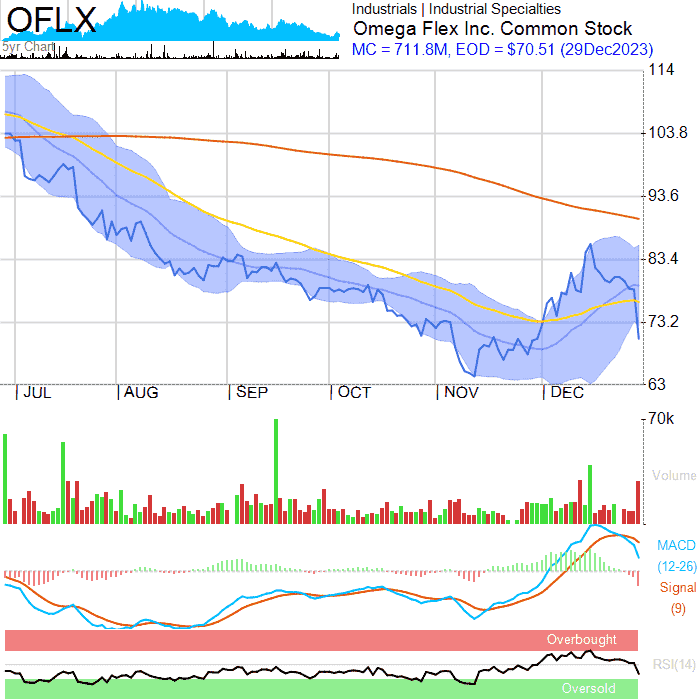 OFLX
5yr Chart
Industrials | Industrial Specialties
Omega Flex Inc. Common Stock
MC = 711.8M, EOD = $70.51 (29Dec2023)
114
103.8
93.6
83.4
73.2
63
JUL AUG SEP OCT NOV DEC
70k
Volume
MACD
(12-26)
Signal
(9)
Overbought
RSI(14)
Oversold